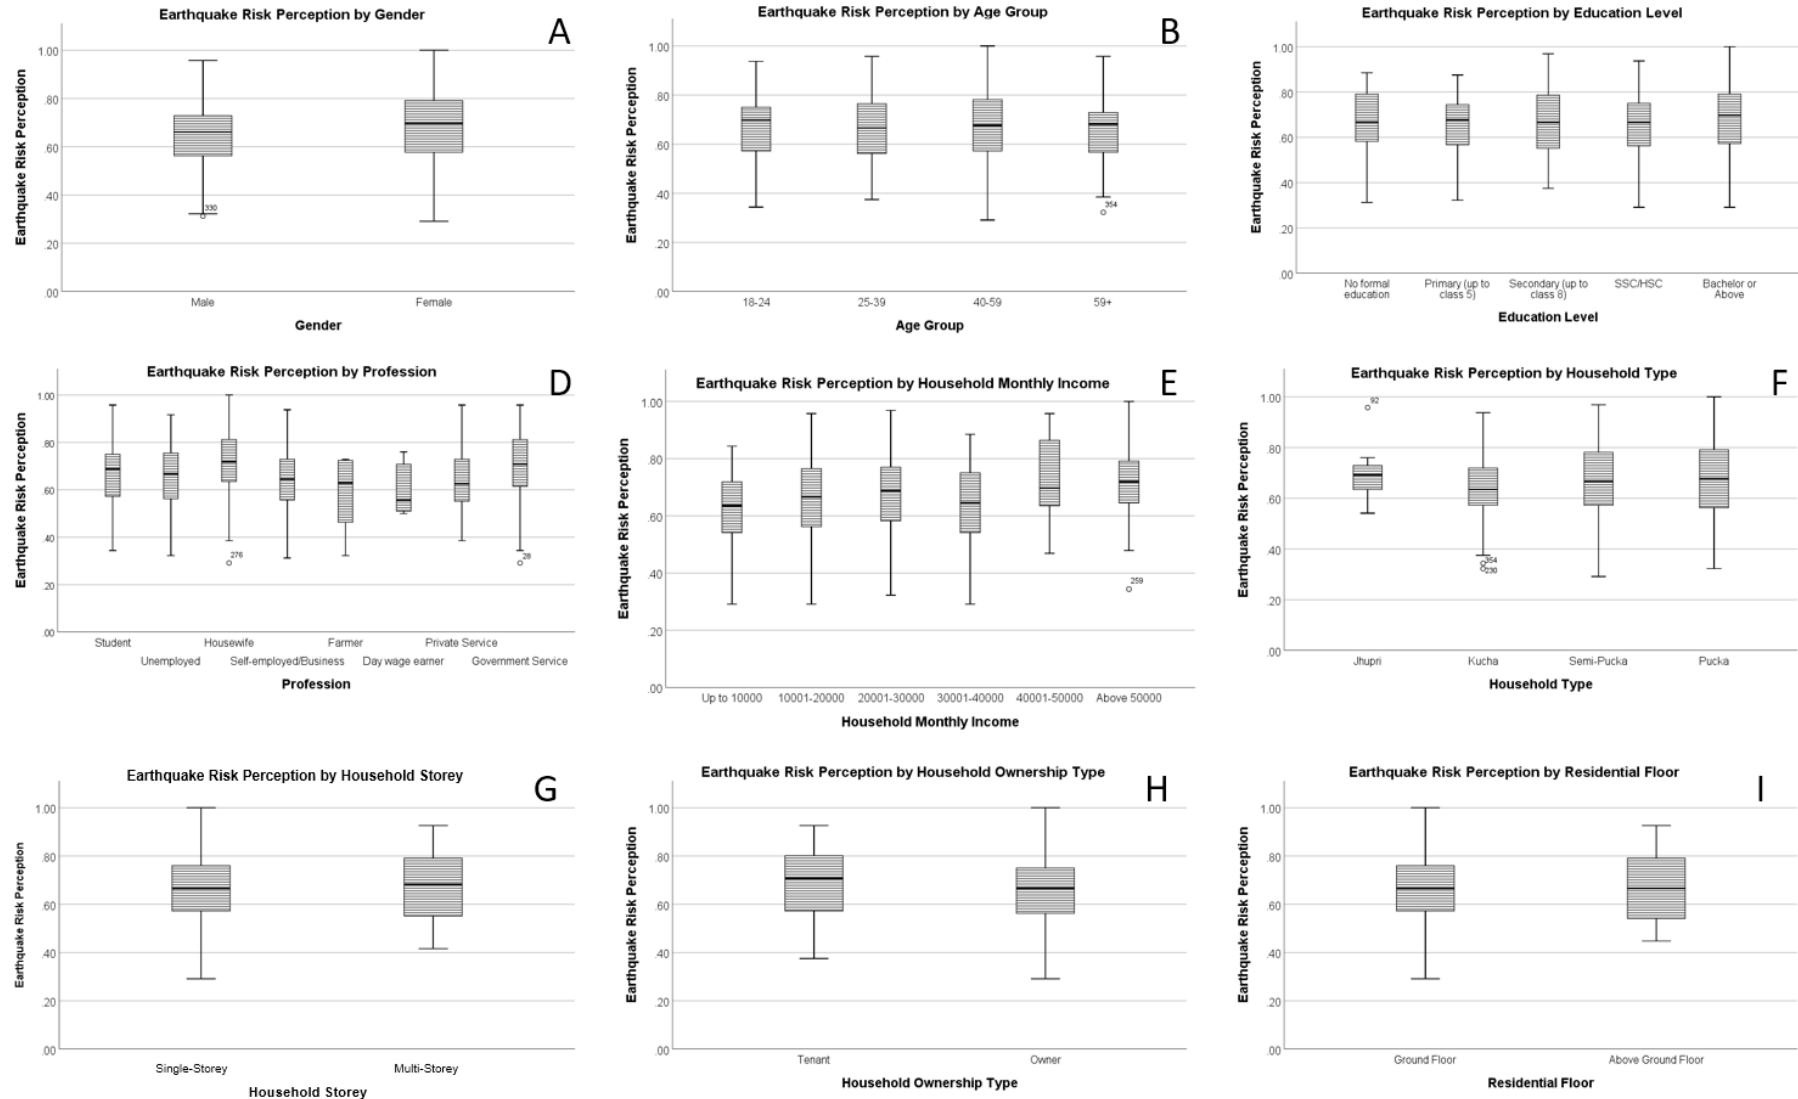 Earthquake Risk Perception by Gender
A
Earthquake Risk Perception
1.00
.80
.60
.40
.20
.00
330
Male Female
Gender
Earthquake Risk Perception by Age Group
B
Earthquake Risk Perception
1.00
.80
.60
.40
.20
.00
354
18-24 25-39 40-59 59+
Age Group
Earthquake Risk Perception by Education Level
C
Earthquake Risk Perception
1.00
.80
.60
.40
.20
.00
No formal education
Primary (up to class 5)
Secondary (up to class 8)
SSC/HSC
Bachelor or Above
Education Level
Earthquake Risk Perception by Profession
D
Earthquake Risk Perception
1.00
.80
.60
.40
.20
.00
276
28
Student Housewife Farmer Private Service
Unemployed Self-employed/Business Day wage earner Government Service
Profession
Earthquake Risk Perception by Household Monthly Income
E
Earthquake Risk Perception
1.00
.80
.60
.40
.20
.00
259
Up to 10000 10001-20000 20001-30000 30001-40000 40001-50000 Above 50000
Household Monthly Income
Earthquake Risk Perception by Household Type
F
Earthquake Risk Perception
1.00
.80
.60
.40
.20
.00
92
354
230
Jhupri Kucha Semi-Pucka Pucka
Household Type
Earthquake Risk Perception by Household Storey
G
Earthquake Risk Perception
1.00
.80
.60
.40
.20
.00
Single-Storey Multi-Storey
Household Storey
Earthquake Risk Perception by Household Ownership Type
H
Earthquake Risk Perception
1.00
.80
.60
.40
.20
.00
Tenant Owner
Household Ownership Type
Earthquake Risk Perception by Residential Floor
I
Earthquake Risk Perception
1.00
.80
.60
.40
.20
.00
Ground Floor Above Ground Floor
Residential Floor